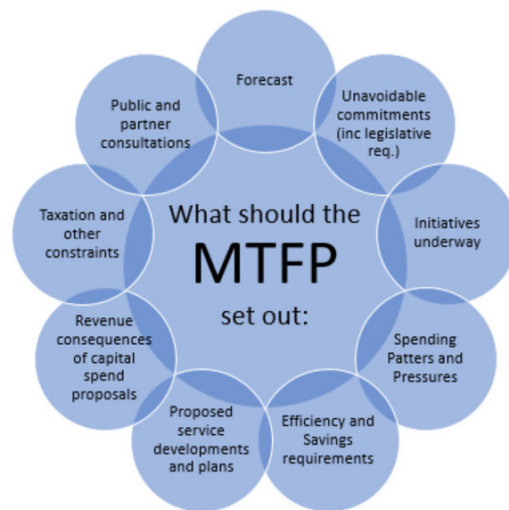 Forecast
Unavoidable
commitments
(inc legislative
req.)
Initiatives
underway
Spending
Patters and
Pressures
Efficiency and
Savings
requirements
Proposed
service
developments
and plans
Revenue
consequences
of capital
spend
proposals
Taxation and
other
constraints
Public and
partner
consultations
What should the
MTFP
set out: